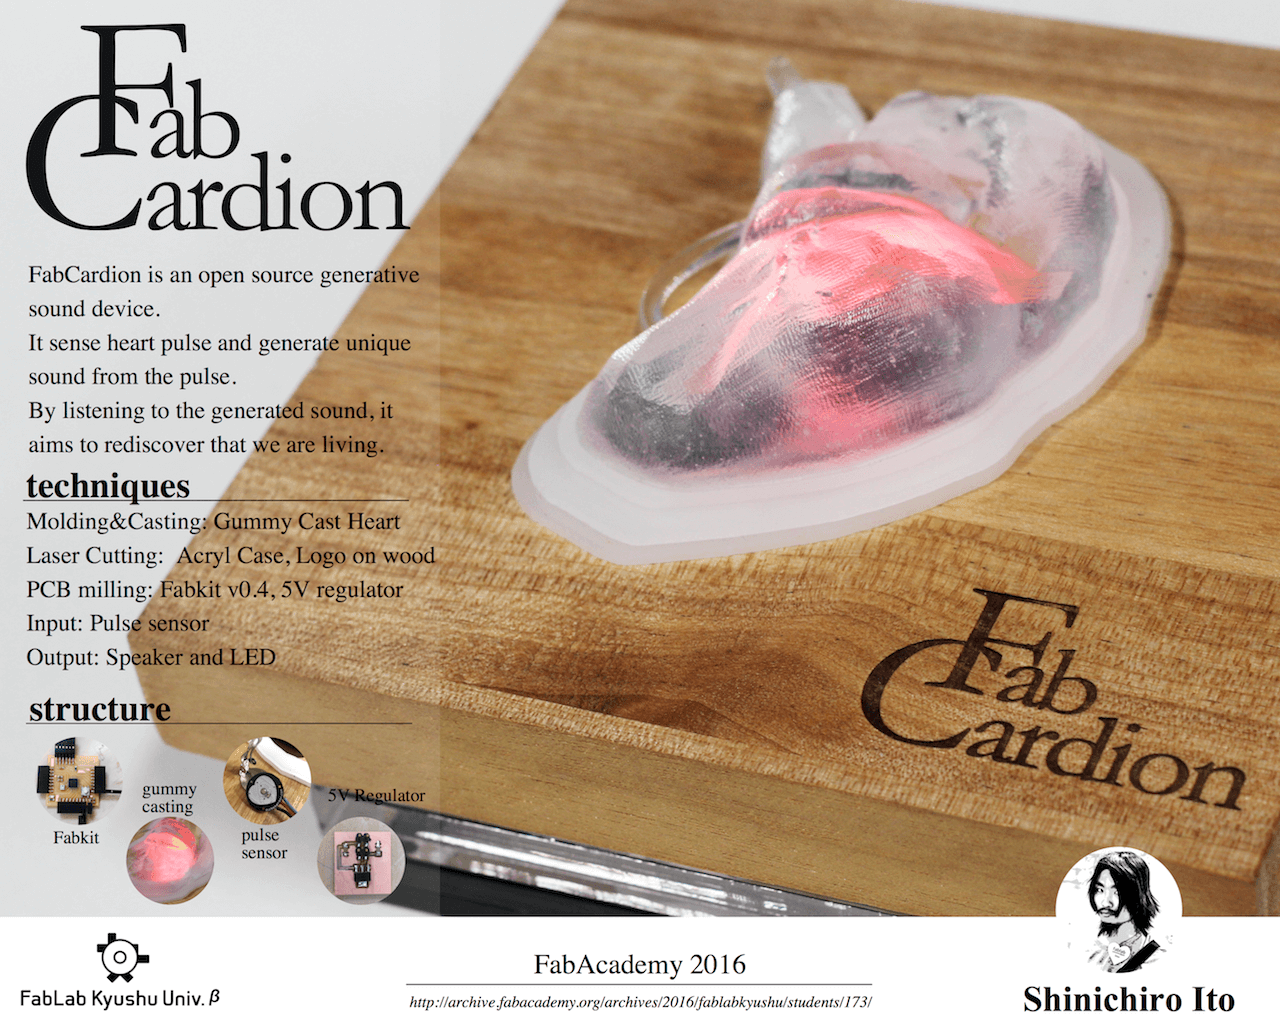 Fab
Cardion
FabCardion is an open source generative
sound device.
It sense heart pulse and generate unique
sound from the pulse.
By listening to the generated sound, it
aims to rediscover that we are living.
techniques
Molding&Casting: Gummy Cast Heart
Laser Cutting: Acryl Case, Logo on wood
PCB milling: Fabkit v0.4, 5V regulator
Input: Pulse sensor
Output: Speaker and LED
structure
Fabkit
gummy
casting
pulse
sensor
5V Regulator
Fab
Cardion
FabLab Kyushu Univ. β
FabAcademy 2016
http://archive.fabacademy.org/archives/2016/fablabkyushu/students/173/
Shinichiro Ito